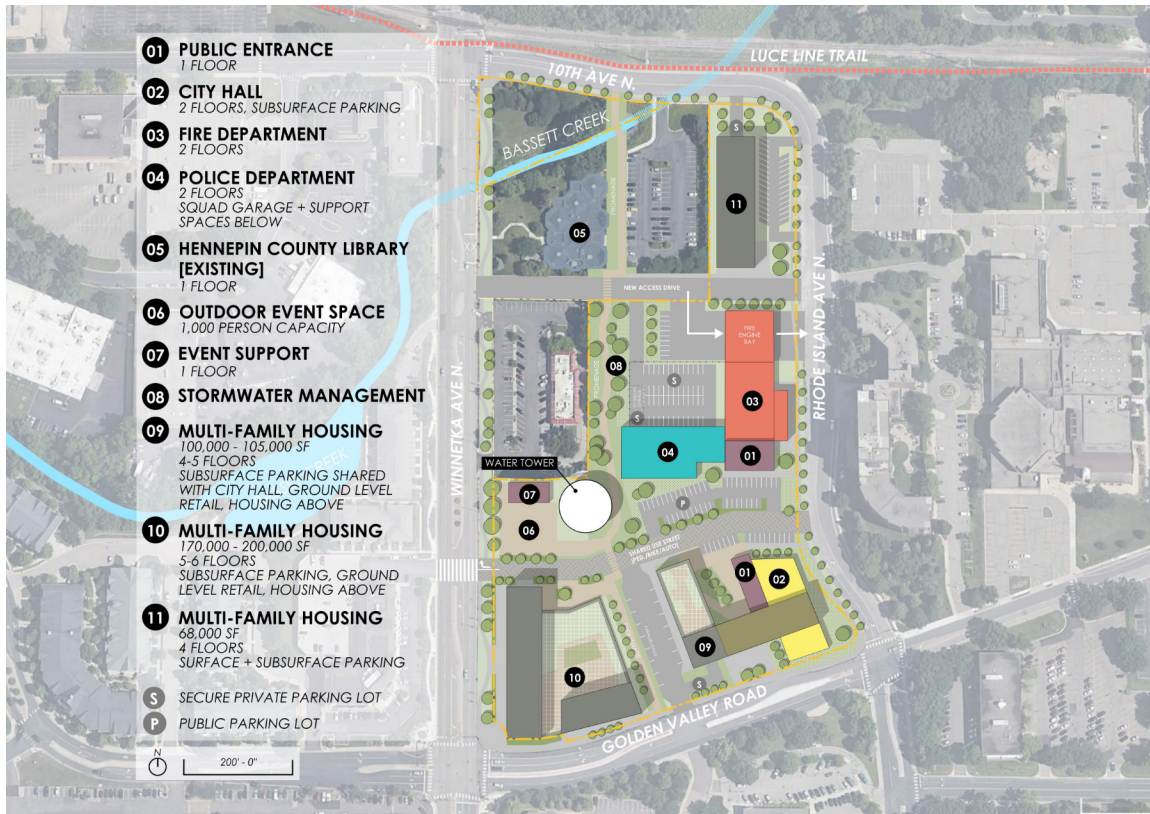 01 PUBLIC ENTRANCE
1 FLOOR
02 CITY HALL
2 FLOORS, SUBSURFACE PARKING
03 FIRE DEPARTMENT
2 FLOORS
04 POLICE DEPARTMENT
2 FLOORS
SQUAD GARAGE + SUPPORT
SPACES BELOW
05 HENNEPIN COUNTY LIBRARY
[EXISTING]
1 FLOOR
06 OUTDOOR EVENT SPACE
1,000 PERSON CAPACITY
07 EVENT SUPPORT
1 FLOOR
08 STORMWATER MANAGEMENT
09 MULTI-FAMILY HOUSING
100,000 - 105,000 SF
4-5 FLOORS
SUBSURFACE PARKING SHARED
WITH CITY HALL, GROUND LEVEL
RETAIL, HOUSING ABOVE
10 MULTI-FAMILY HOUSING
170,000 - 200,000 SF
5-6 FLOORS
SUBSURFACE PARKING, GROUND
LEVEL RETAIL, HOUSING ABOVE
11 MULTI-FAMILY HOUSING
68,000 SF
4 FLOORS
SURFACE + SUBSURFACE PARKING
S SECURE PRIVATE PARKING LOT
P PUBLIC PARKING LOT
N
200' - 0"
LUCE LINE TRAIL
10TH AVE N.
BASSETT CREEK
S
PROMENADE
11
05
NEW ACCESS DRIVE
RHODE ISLAND AVE N.
FIRE
ENGINE
BAY
WINNETKA AVE N.
PROMENADE
08
S
03
S
04
01
WATER TOWER
07
06
P
SHARED USE STREET
(PED./BIKE/AUTO)
01
02
09
10
S
GOLDEN VALLEY ROAD